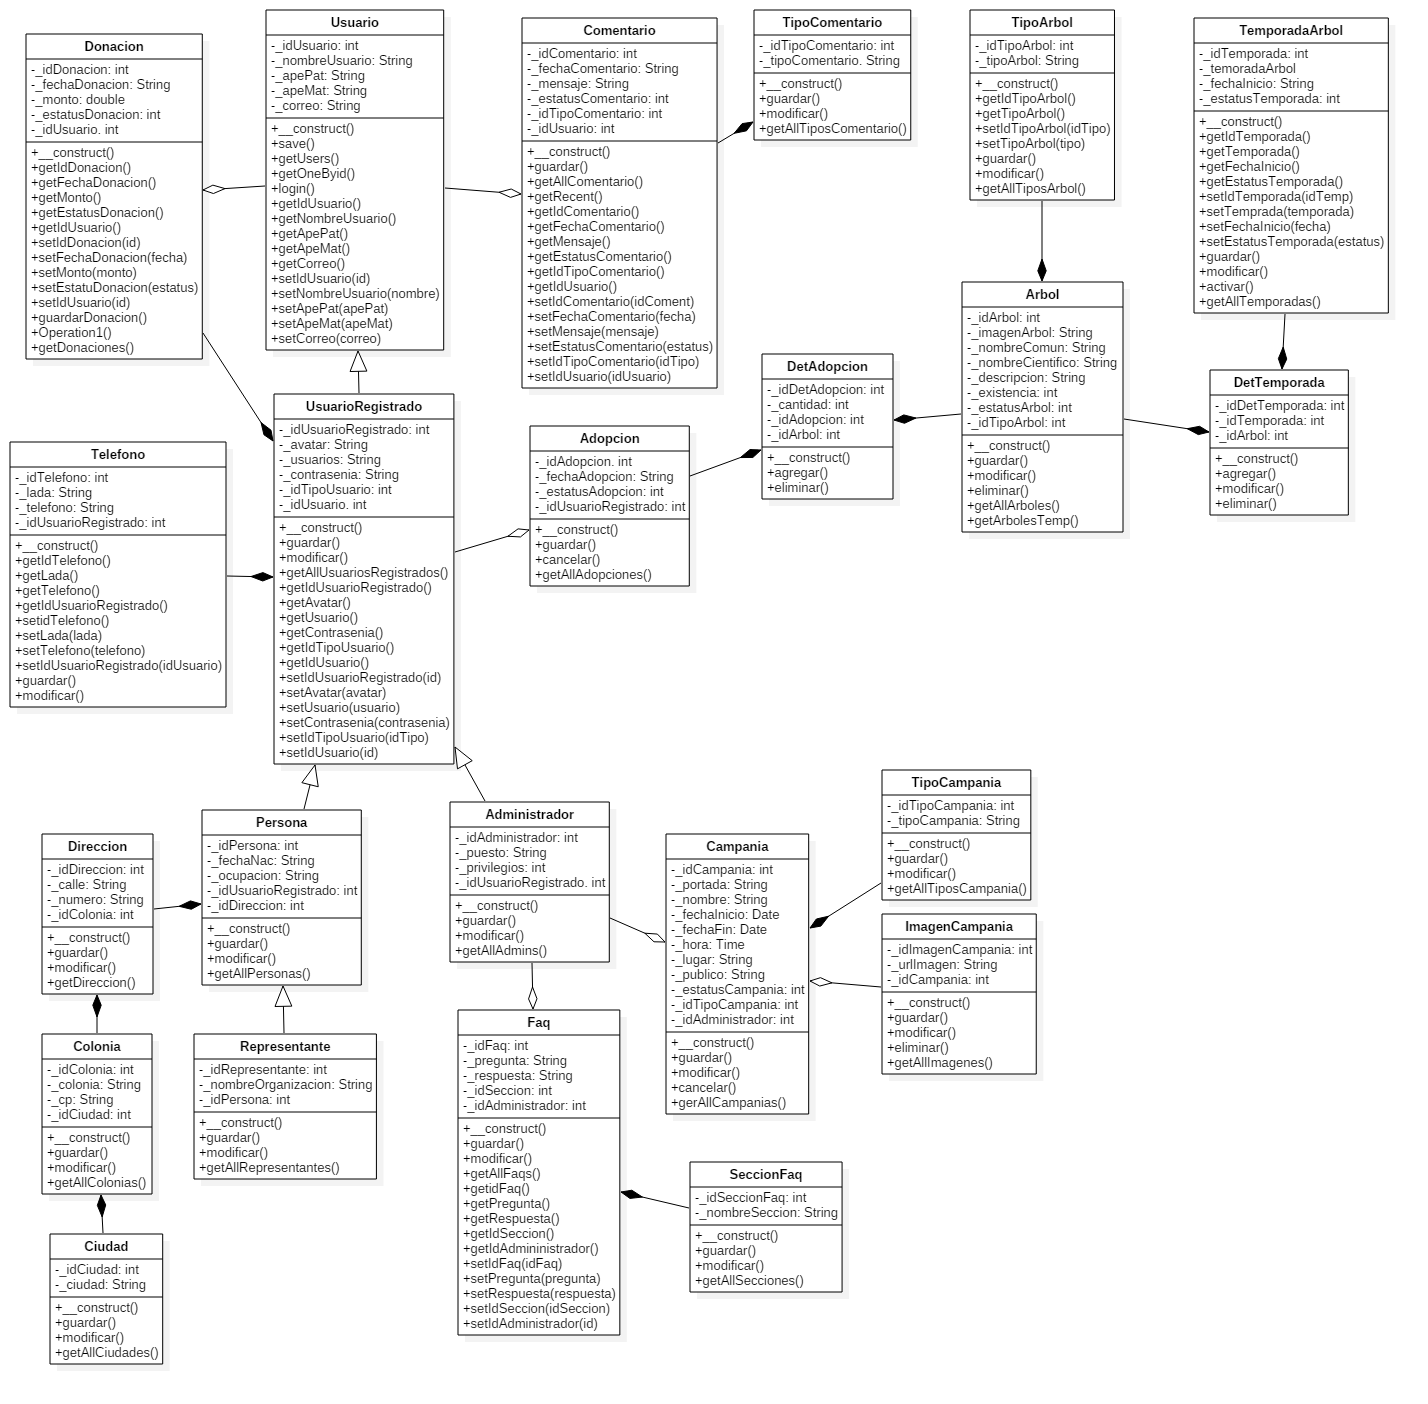 Donacion
-_idDonacion: int
-_fechaDonacion: String
-_monto: double
-_estatusDonacion: int
-_idUsuario. int
+__construct()
+getIdDonacion()
+getFechaDonacion()
+getMonto()
+getEstatusDonacion()
+getIdUsuario()
+setIdDonacion(id)
+setFechaDonacion(fecha)
+setMonto(monto)
+setEstatuDonacion(estatus)
+setIdUsuario(id)
+guardarDonacion()
+Operation1()
+getDonaciones()
Usuario
-_idUsuario: int
-_nombreUsuario: String
-_apePat: String
-_apeMat: String
-_correo: String
+__construct()
+save()
+getUsers()
+getOneByid()
+login()
+getIdUsuario()
+getNombreUsuario()
+getApePat()
+getApeMat()
+getCorreo()
+setIdUsuario(id)
+setNombreUsuario(nombre)
+setApePat(apePat)
+setApeMat(apeMat)
+setCorreo(correo)
Comentario
-_idComentario: int
-_fechaComentario: String
-_mensaje: String
-_estatusComentario: int
-_idTipoComentario: int
-_idUsuario: int
+__construct()
+guardar()
+getAllComentario()
+getRecent()
+getIdComentario()
+getFechaComentario()
+getMensaje()
+getEstatusComentario()
+getIdTipoComentario()
+getIdUsuario()
+setIdComentario(idComent)
+setFechaComentario(fecha)
+setMensaje(mensaje)
+setEstatusComentario(estatus)
+setIdTipoComentario(idTipo)
+setIdUsuario(idUsuario)
TipoComentario
-_idTipoComentario: int
-_tipoComentario. String
+__construct()
+guardar()
+modificar()
+getAllTiposComentario()
TipoArbol
-_idTipoArbol: int
-_tipoArbol: String
+__construct()
+getIdTipoArbol()
+getTipoArbol()
+setIdTipoArbol(idTipo)
+setTipoArbol(tipo)
+guardar()
+modificar()
+getAllTiposArbol()
TemporadaArbol
-_idTemporada: int
-_temoradaArbol
-_fechaInicio: String
-_estatusTemporada: int
+__construct()
+getIdTemporada()
+getTemporada()
+getFechaInicio()
+getEstatusTemporada()
+setIdTemporada(idTemp)
+setTemprada(temporada)
+setFechaInicio(fecha)
+setEstatusTemporada(estatus)
+guardar()
+modificar()
+activar()
+getAllTemporadas()
Arbol
-_idArbol: int
-_imagenArbol: String
-_nombreComun: String
-_nombreCientifico: String
-_descripcion: String
-_existencia: int
-_estatusArbol: int
-_idTipoArbol: int
+__construct()
+guardar()
+modificar()
+eliminar()
+getAllArboles()
+getArbolesTemp()
DetAdopcion
-_idDetAdopcion: int
-_cantidad: int
-_idAdopcion: int
-_idArbol: int
+__construct()
+agregar()
+eliminar()
DetTemporada
-_idDetTemporada: int
-_idTemporada: int
-_idArbol: int
+__construct()
+agregar()
+modificar()
+eliminar()
UsuarioRegistrado
-_idUsuarioRegistrado: int
-_avatar: String
-_usuarios: String
-_contrasenia: String
-_idTipoUsuario: int
-_idUsuario. int
+__construct()
+guardar()
+modificar()
+getAllUsuariosRegistrados()
+getIdUsuarioRegistrado()
+getAvatar()
+getUsuario()
+getContrasenia()
+getIdTipoUsuario()
+getIdUsuario()
+setIdUsuarioRegistrado(id)
+setAvatar(avatar)
+setUsuario(usuario)
+setContrasenia(contrasenia)
+setIdTipoUsuario(idTipo)
+setIdUsuario(id)
Adopcion
-_idAdopcion. int
-_fechaAdopcion: String
-_estatusAdopcion: int
-_idUsuarioRegistrado: int
+__construct()
+guardar()
+cancelar()
+getAllAdopciones()
Telefono
-_idTelefono: int
-_lada: String
-_telefono: String
-_idUsuarioRegistrado: int
+__construct()
+getIdTelefono()
+getLada()
+getTelefono()
+getIdUsuarioRegistrado()
+setidTelefono()
+setLada(lada)
+setTelefono(telefono)
+setIdUsuarioRegistrado(idUsuario)
+guardar()
+modificar()
Direccion
-_idDireccion: int
-_calle: String
-_numero: String
-_idColonia: int
+__construct()
+guardar()
+modificar()
+getDireccion()
Persona
-_idPersona: int
-_fechaNac: String
-_ocupacion: String
-_idUsuarioRegistrado: int
-_idDireccion: int
+__construct()
+guardar()
+modificar()
+getAllPersonas()
Administrador
-_idAdministrador: int
-_puesto: String
-_privilegios: int
-_idUsuarioRegistrado. int
+__construct()
+guardar()
+modificar()
+getAllAdmins()
Campania
-_idCampania: int
-_portada: String
-_nombre: String
-_fechaInicio: Date
-_fechaFin: Date
-_hora: Time
-_lugar: String
-_publico: String
-_estatusCampania: int
-_idTipoCampania: int
-_idAdministrador: int
+__construct()
+guardar()
+modificar()
+cancelar()
+gerAllCampanias()
TipoCampania
-_idTipoCampania: int
-_tipoCampania: String
+__construct()
+guardar()
+modificar()
+getAllTiposCampania()
ImagenCampania
-_idImagenCampania: int
-_urlImagen: String
-_idCampania: int
+__construct()
+guardar()
+modificar()
+eliminar()
+getAllImagenes()
Colonia
-_idColonia: int
-_colonia: String
-_cp: String
-_idCiudad: int
+__construct()
+guardar()
+modificar()
+getAllColonias()
Representante
-_idRepresentante: int
-_nombreOrganizacion: String
-_idPersona: int
+__construct()
+guardar()
+modificar()
+getAllRepresentantes()
Faq
-_idFaq: int
-_pregunta: String
-_respuesta: String
-_idSeccion: int
-_idAdministrador: int
+__construct()
+guardar()
+modificar()
+getAllFaqs()
+getidFaq()
+getPregunta()
+getRespuesta()
+getIdSeccion()
+getIdAdmininistrador()
+setIdFaq(idFaq)
+setPregunta(pregunta)
+setRespuesta(respuesta)
+setIdSeccion(idSeccion)
+setIdAdministrador(id)
SeccionFaq
-_idSeccionFaq: int
-_nombreSeccion: String
+__construct()
+guardar()
+modificar()
+getAllSecciones()
Ciudad
-_idCiudad: int
-_ciudad: String
+__construct()
+guardar()
+modificar()
+getAllCiudades()